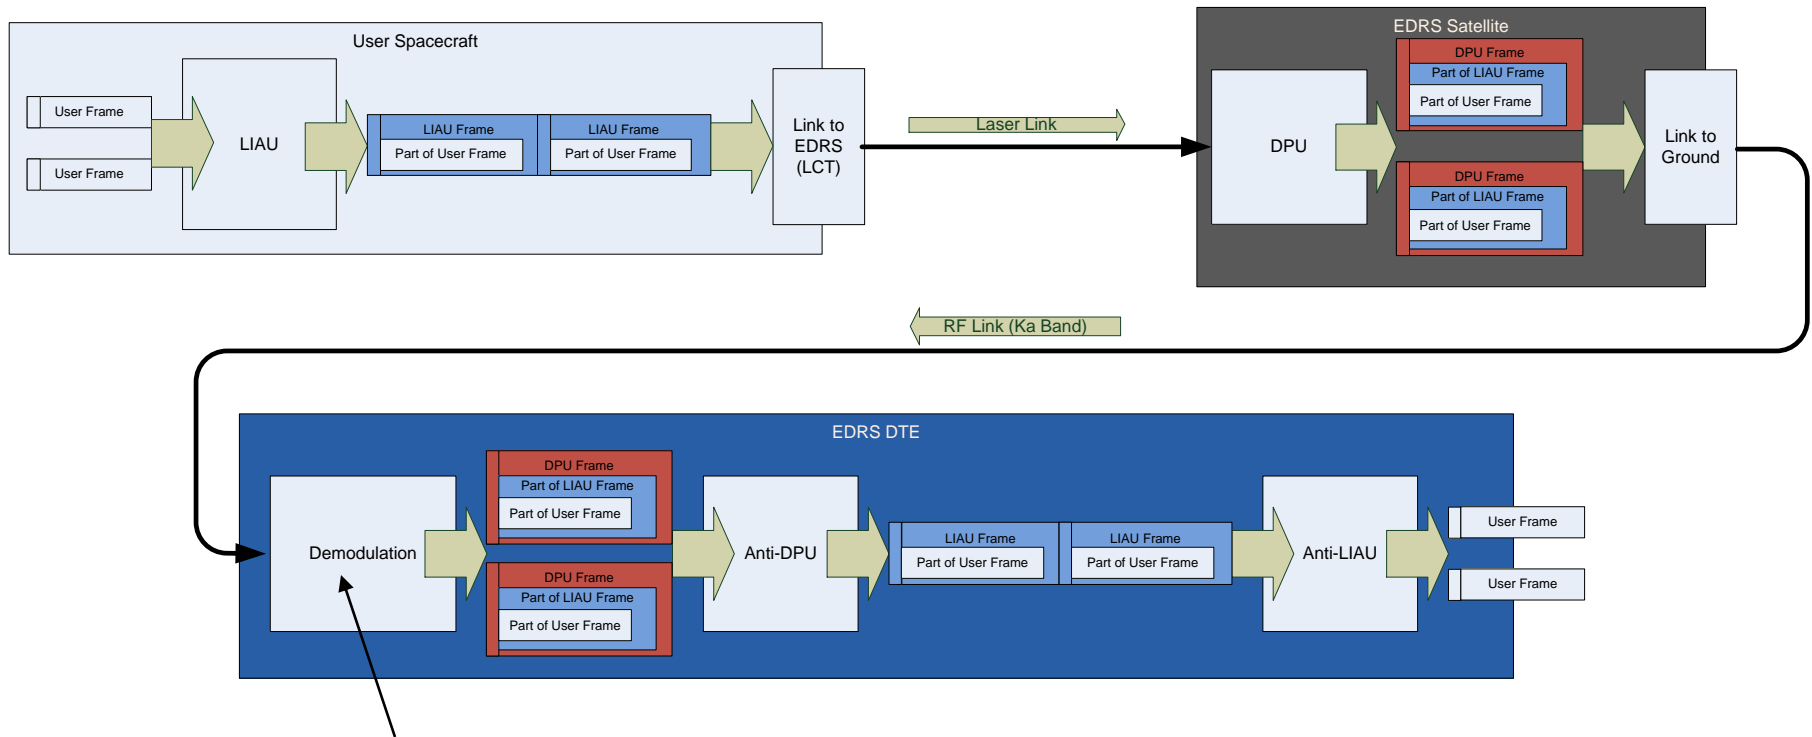 User Spacecraft
User Frame
User Frame
LIAU
LIAU Frame
Part of User Frame
LIAU Frame
Part of User Frame
Link to
EDRS
(LCT)
Laser Link
EDRS Satellite
DPU
DPU Frame
Part of LIAU Frame
Part of User Frame
DPU Frame
Part of LIAU Frame
Part of User Frame
Link to
Ground
RF Link (Ka Band)
EDRS DTE
Demodulation
DPU Frame
Part of LIAU Frame
Part of User Frame
DPU Frame
Part of LIAU Frame
Part of User Frame
Anti-DPU
LIAU Frame
Part of User Frame
LIAU Frame
Part of User Frame
Anti-LIAU
User Frame
User Frame